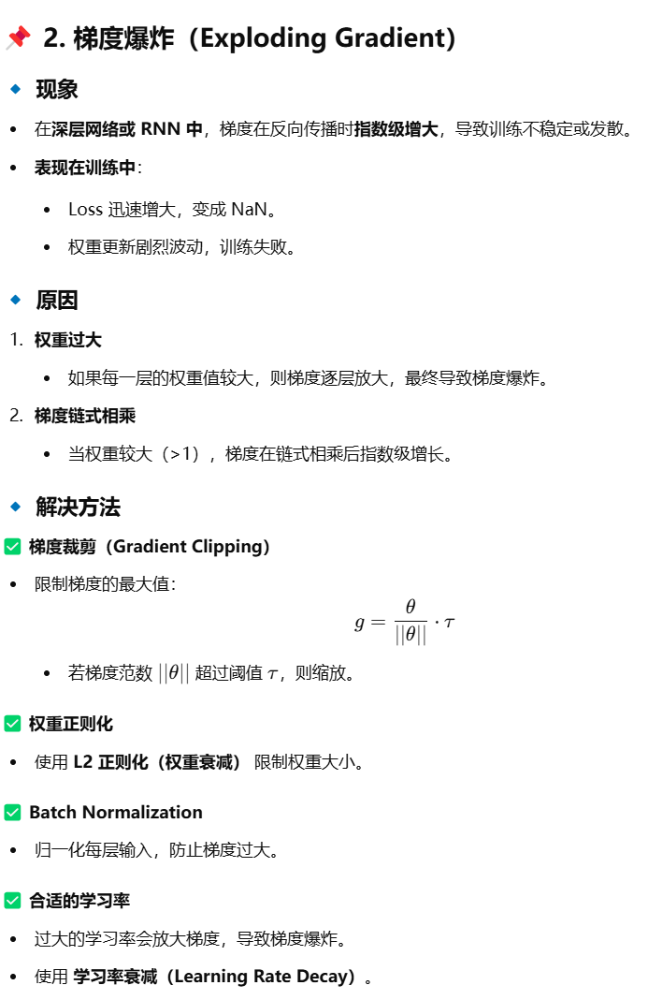 📌 2. 梯度爆炸（Exploding Gradient）
🔹 现象
• 在深层网络或 RNN 中，梯度在反向传播时指数级增大，导致训练不稳定或发散。
• 表现在训练中：
• Loss 迅速增大，变成 NaN。
• 权重更新剧烈波动，训练失败。
🔹 原因
1. 权重过大
• 如果每一层的权重值较大，则梯度逐层放大，最终导致梯度爆炸。
2. 梯度链式相乘
• 当权重较大（>1），梯度在链式相乘后指数级增长。
🔹 解决方法
✅ 梯度裁剪（Gradient Clipping）
• 限制梯度的最大值：
g = θ / ||θ|| · τ
• 若梯度范数 ||θ|| 超过阈值 τ，则缩放。
✅ 权重正则化
• 使用 L2 正则化（权重衰减） 限制权重大小。
✅ Batch Normalization
• 归一化每层输入，防止梯度过大。
✅ 合适的学习率
• 过大的学习率会放大梯度，导致梯度爆炸。
• 使用 学习率衰减（Learning Rate Decay）。